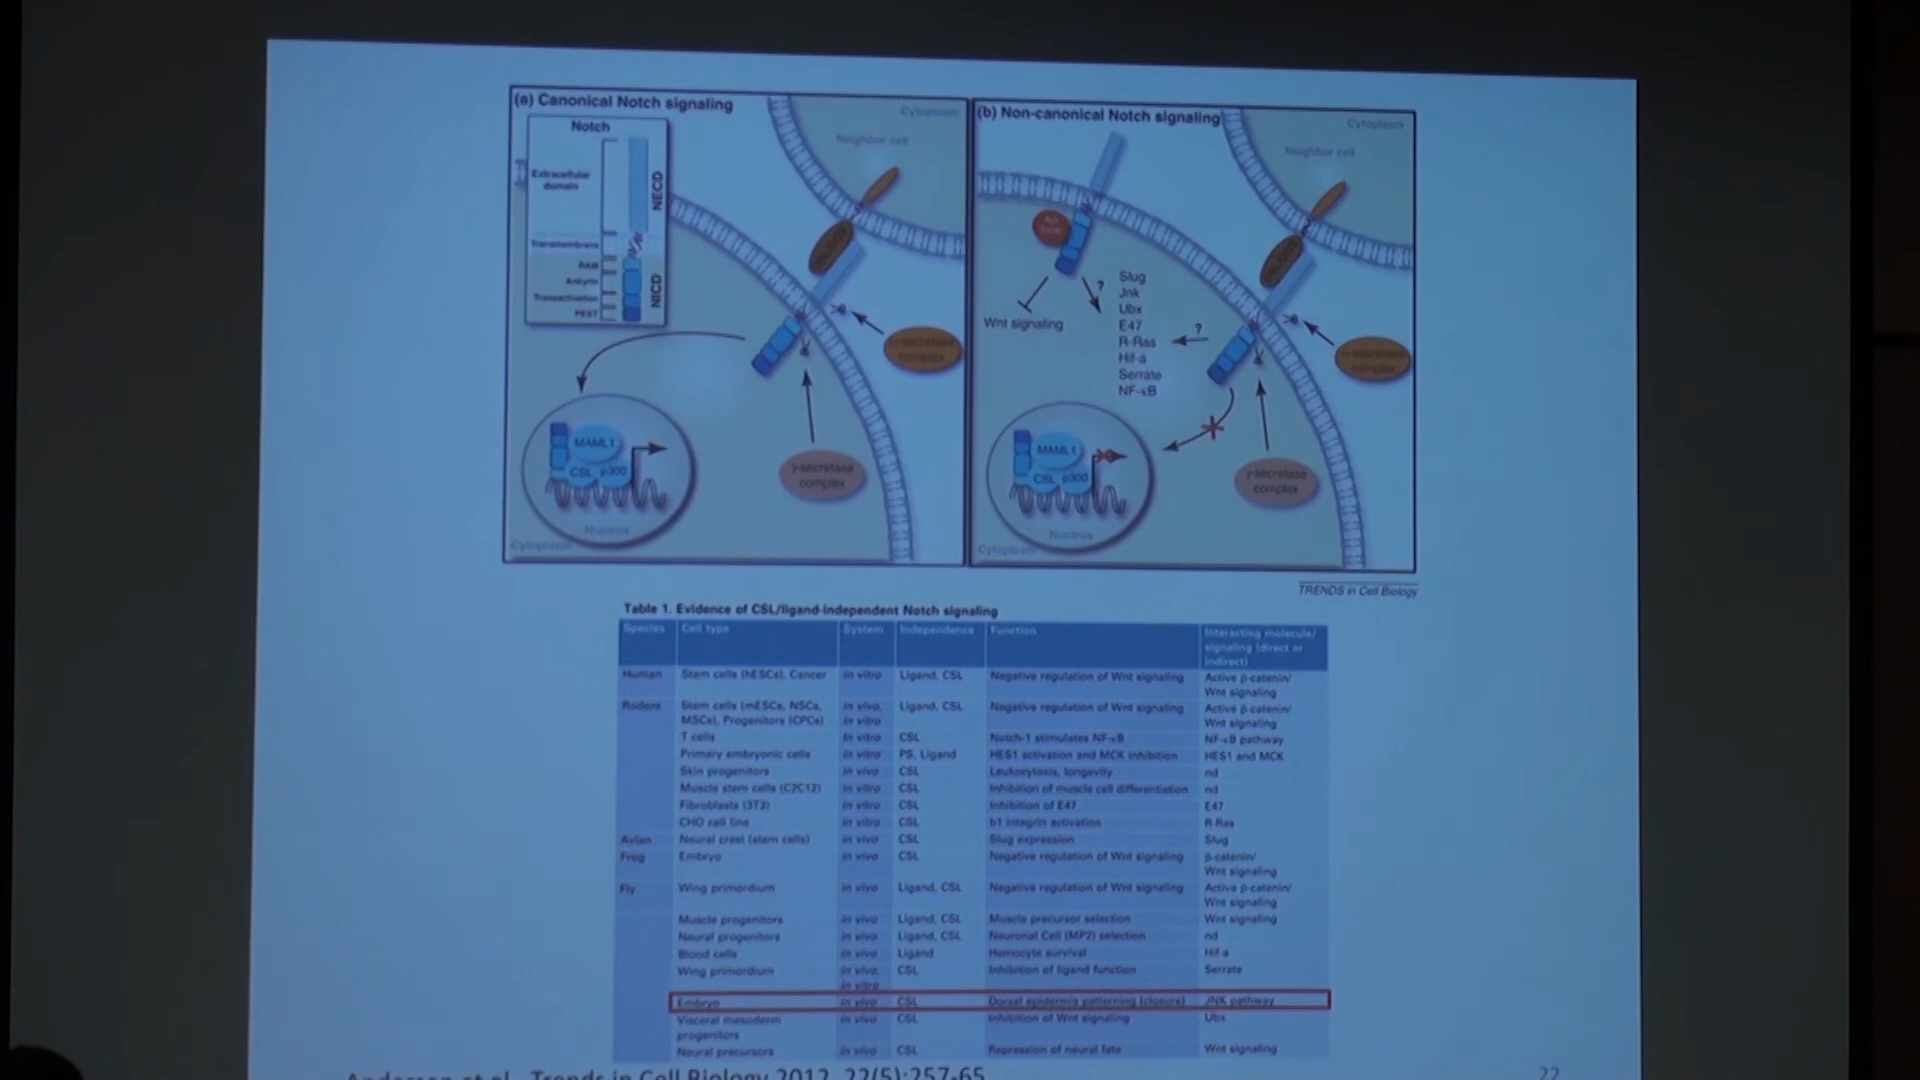 (a) Canonical Notch signaling
Cytoplasm
Neighbor cell
Notch
Extracellular
domain
NECD
Transmembrane
RAM
Ankyrin
Transactivation
PEST
NICD
complex
γ-secretase
complex
MAML1
CSL p300
Nucleus
Cytoplasm
(b) Non-canonical Notch signaling
Cytoplasm
Neighbor cell
Wnt signaling
?
Slug
Jnk
Ubx
E47
R-Ras
Hif-a
Serrate
NF-κB
?
complex
γ-secretase
complex
MAML1
CSL p300
Nucleus
Cytoplasm
TRENDS in Cell Biology
Table 1. Evidence of CSL/ligand-independent Notch signaling
Species Cell type System Independence Function Interacting molecule/
signaling (direct or
indirect)
Human Stem cells (hESCs), Cancer in vitro Ligand, CSL Negative regulation of Wnt signaling Active β-catenin/
Wnt signaling
Rodent Stem cells (mESCs, NSCs, in vivo, Ligand, CSL Negative regulation of Wnt signaling Active β-catenin/
MSCs), Progenitors (CPCs) in vitro Wnt signaling
T cells in vitro CSL Notch-1 stimulates NF-κB NF-κB pathway
Primary embryonic cells in vitro PS, Ligand HES1 activation and MCK inhibition HES1 and MCK
Skin progenitors in vivo CSL Leukocytosis, longevity nd
Muscle stem cells (C2C12) in vitro CSL Inhibition of muscle cell differentiation nd
Fibroblasts (3T3) in vitro CSL Inhibition of E47 E47
CHO cell line in vitro CSL b1 integrin activation R-Ras
Avian Neural crest (stem cells) in vivo CSL Slug expression Slug
Frog Embryo in vivo CSL Negative regulation of Wnt signaling β-catenin/
Wnt signaling
Fly Wing primordium in vivo Ligand, CSL Negative regulation of Wnt signaling Active β-catenin/
Wnt signaling
Muscle progenitors in vivo Ligand, CSL Muscle precursor selection Wnt signaling
Neural progenitors in vivo Ligand, CSL Neuronal Cell (MP2) selection nd
Blood cells in vivo Ligand Hemocyte survival Hif-a
Wing primordium in vivo, CSL Inhibition of ligand function Serrate
in vitro
Embryo in vivo CSL Dorsal epidermis patterning (closure) JNK pathway
Visceral mesoderm in vivo CSL Inhibition of Wnt signaling Ubx
progenitors
Neural precursors in vivo CSL Repression of neural fate Wnt signaling
Andersen et al., Trends in Cell Biology 2012, 22(5):257-65
22